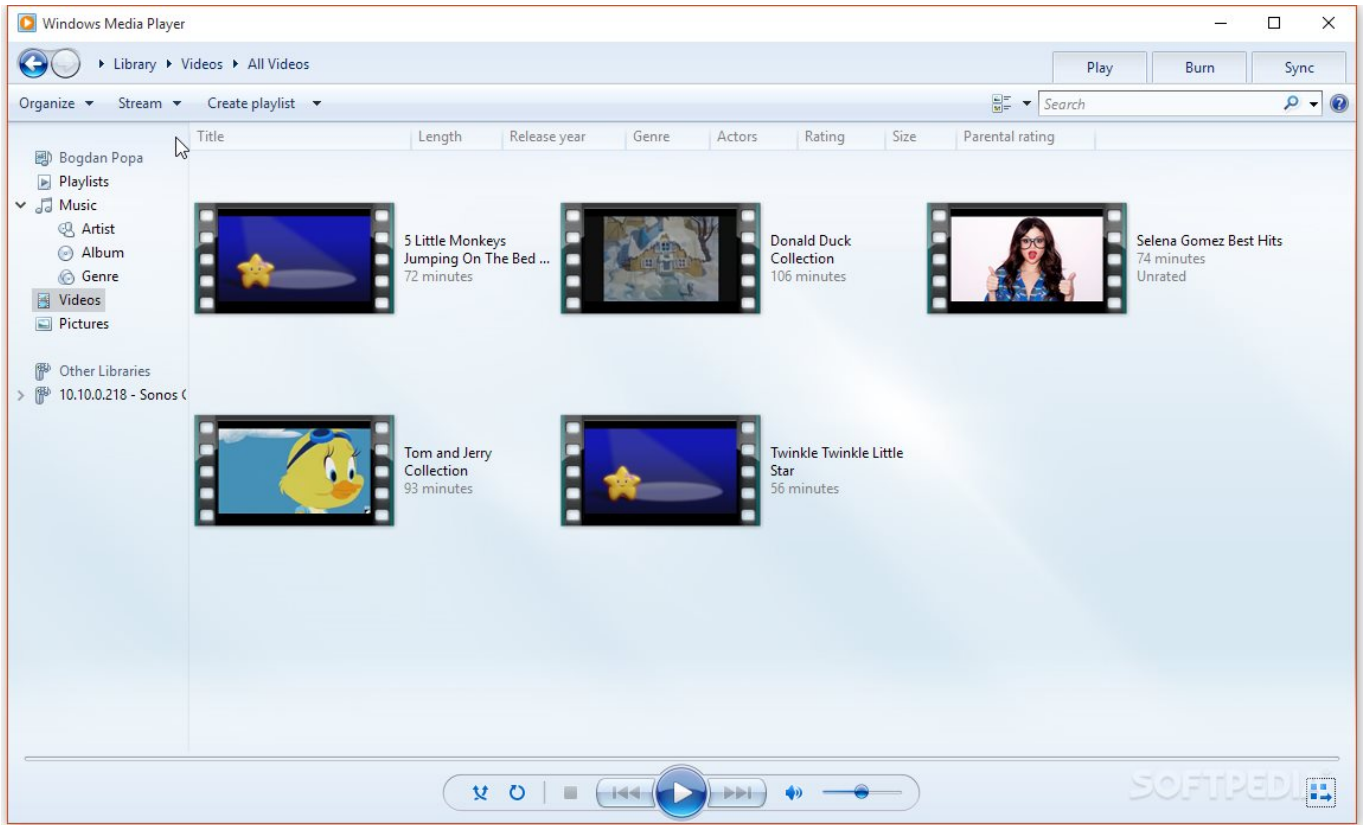 Windows Media Player
Library Videos All Videos
Play Burn Sync
Organize Stream Create playlist
Search
Title Length Release year Genre Actors Rating Size Parental rating
Bogdan Popa
Playlists
Music
Artist
Album
Genre
Videos
Pictures
Other Libraries
10.10.0.218 - Sonos
5 Little Monkeys
Jumping On The Bed ...
72 minutes
Donald Duck
Collection
106 minutes
Selena Gomez Best Hits
74 minutes
Unrated
Tom and Jerry
Collection
93 minutes
Twinkle Twinkle Little
Star
56 minutes
SOFTPEDI